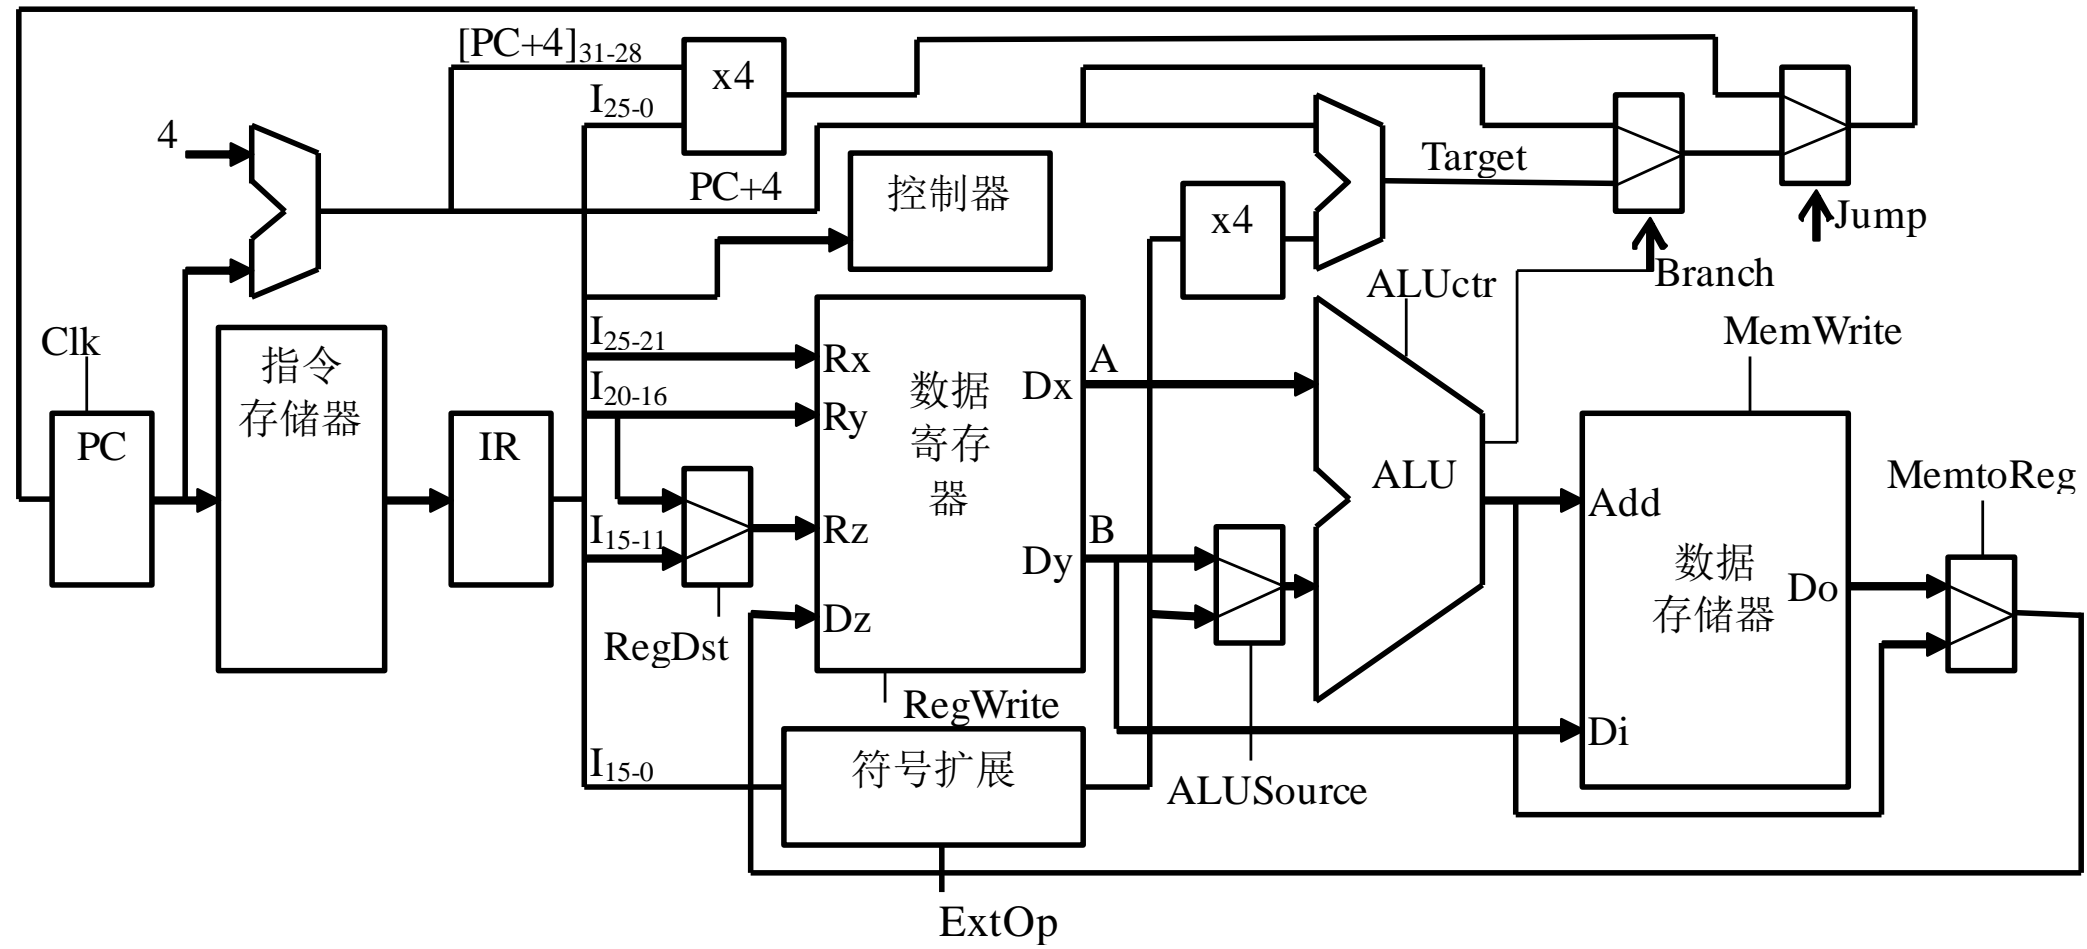 [PC+4]31-28
x4
I25-0
4
Target
PC+4
控制器
x4
Jump
Branch
ALUctr
Clk
指令
存储器
I25-21
Rx
MemWrite
数据
寄存
器
Dx
A
I20-16
Ry
PC
IR
ALU
MemtoReg
Add
I15-11
Rz
B
Dy
数据
存储器
Do
Dz
RegDst
RegWrite
Di
I15-0
符号扩展
ALUSource
ExtOp